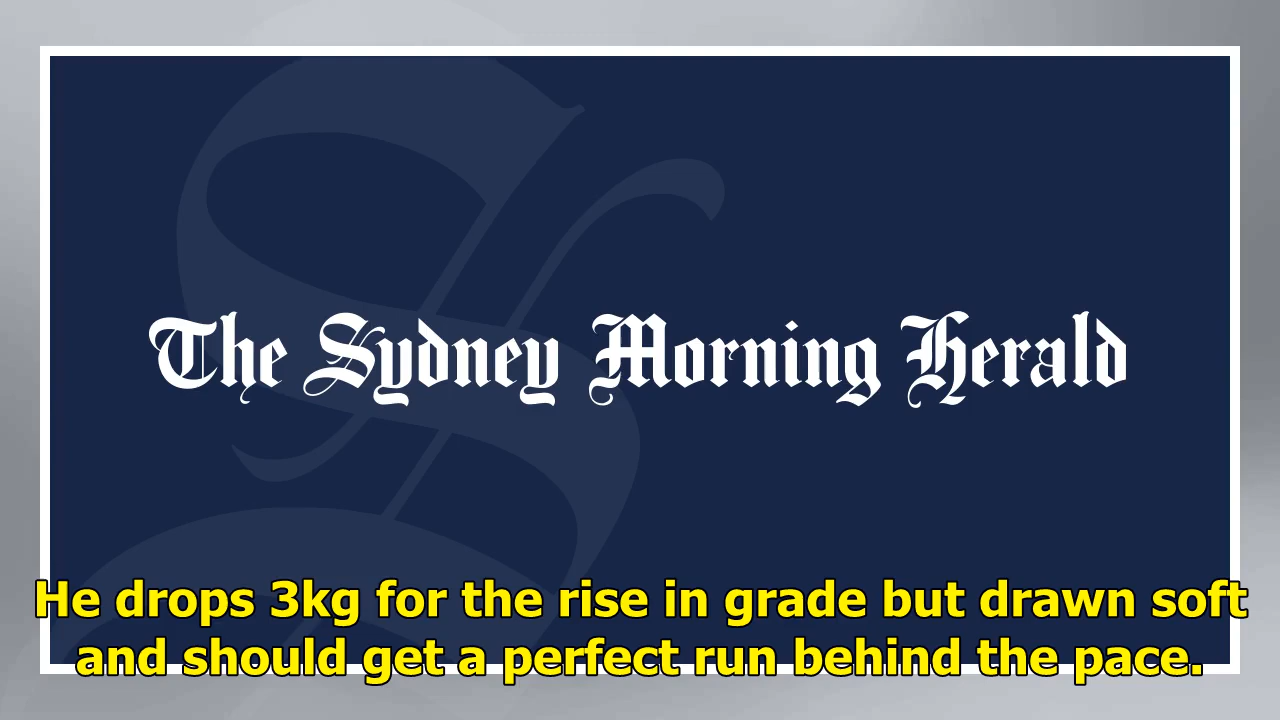 The Sydney Morning Herald
He drops 3kg for the rise in grade but drawn soft
and should get a perfect run behind the pace.